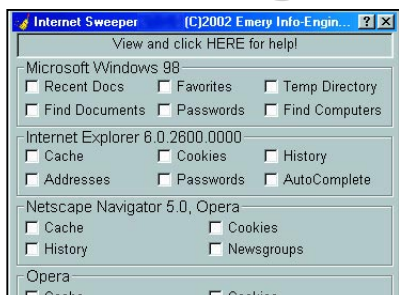 Internet Sweeper (C)2002 Emery Info-Engin... ? X
View and click HERE for help!
Microsoft Windows 98
Recent Docs Favorites Temp Directory
Find Documents Passwords Find Computers
Internet Explorer 6.0.2600.0000
Cache Cookies History
Addresses Passwords AutoComplete
Netscape Navigator 5.0, Opera
Cache Cookies
History Newsgroups
Opera